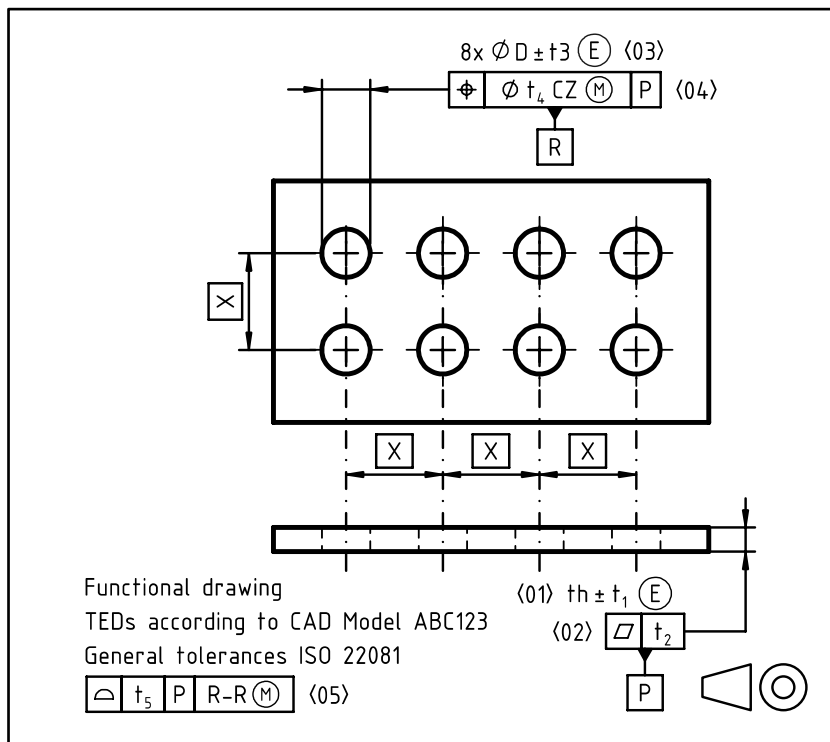 8x Ø D ± t3 Ⓔ ⟨03⟩
⌖ Ø t₄ CZ Ⓜ P ⟨04⟩
R
X
X X X
Functional drawing
TEDs according to CAD Model ABC123
General tolerances ISO 22081
⌓ t₅ P R-R Ⓜ ⟨05⟩
⟨01⟩ th ± t₁ Ⓔ
⟨02⟩ ⏥ t₂
P